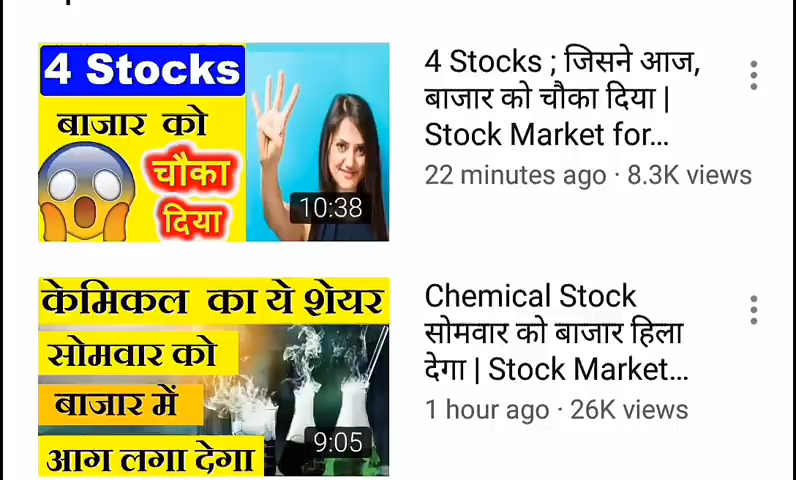 4 Stocks
बाजार को
चौका
दिया
10:38
4 Stocks ; जिसने आज,
बाजार को चौका दिया |
Stock Market for...
22 minutes ago · 8.3K views
केमिकल का ये शेयर
सोमवार को
बाजार में
आग लगा देगा
9:05
Chemical Stock
सोमवार को बाजार हिला
देगा | Stock Market...
1 hour ago · 26K views